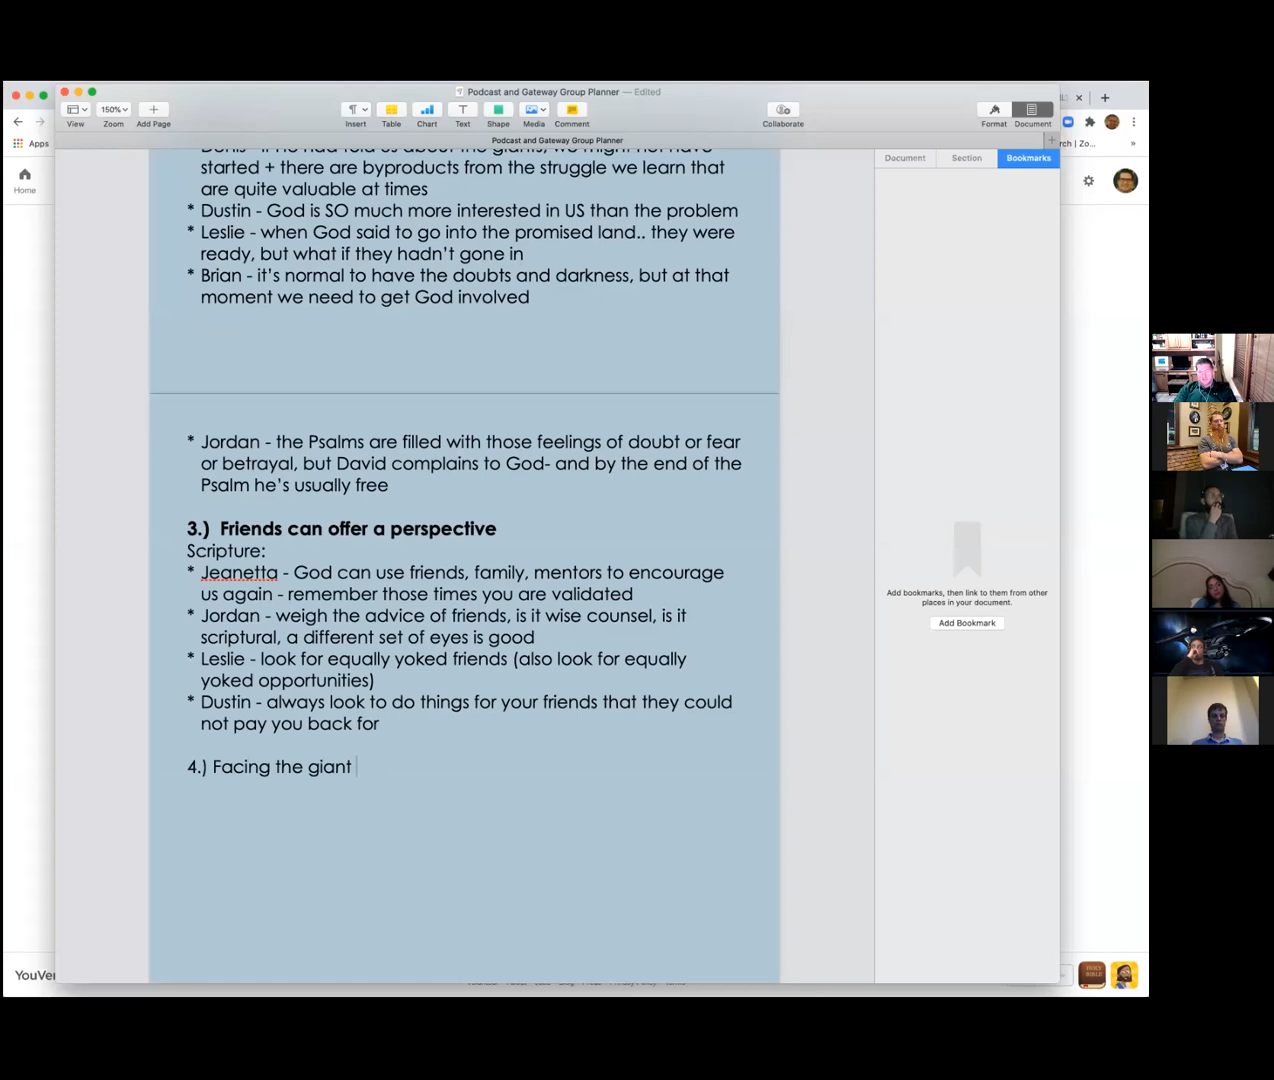 Podcast and Gateway Group Planner — Edited
150%
View
Zoom
Add Page
Insert
Table
Chart
Text
Shape
Media
Comment
Collaborate
Format
Document
Apps
Podcast and Gateway Group Planner
Home
Document
Section
Bookmarks
started + there are byproducts from the struggle we learn that
are quite valuable at times
* Dustin - God is SO much more interested in US than the problem
* Leslie - when God said to go into the promised land.. they were
ready, but what if they hadn't gone in
* Brian - it's normal to have the doubts and darkness, but at that
moment we need to get God involved
* Jordan - the Psalms are filled with those feelings of doubt or fear
or betrayal, but David complains to God- and by the end of the
Psalm he's usually free
3.) Friends can offer a perspective
Scripture:
* Jeanetta - God can use friends, family, mentors to encourage
us again - remember those times you are validated
* Jordan - weigh the advice of friends, is it wise counsel, is it
scriptural, a different set of eyes is good
* Leslie - look for equally yoked friends (also look for equally
yoked opportunities)
* Dustin - always look to do things for your friends that they could
not pay you back for
4.) Facing the giant
Add bookmarks, then link to them from other
places in your document.
Add Bookmark
YouVer
HOLY
BIBLE